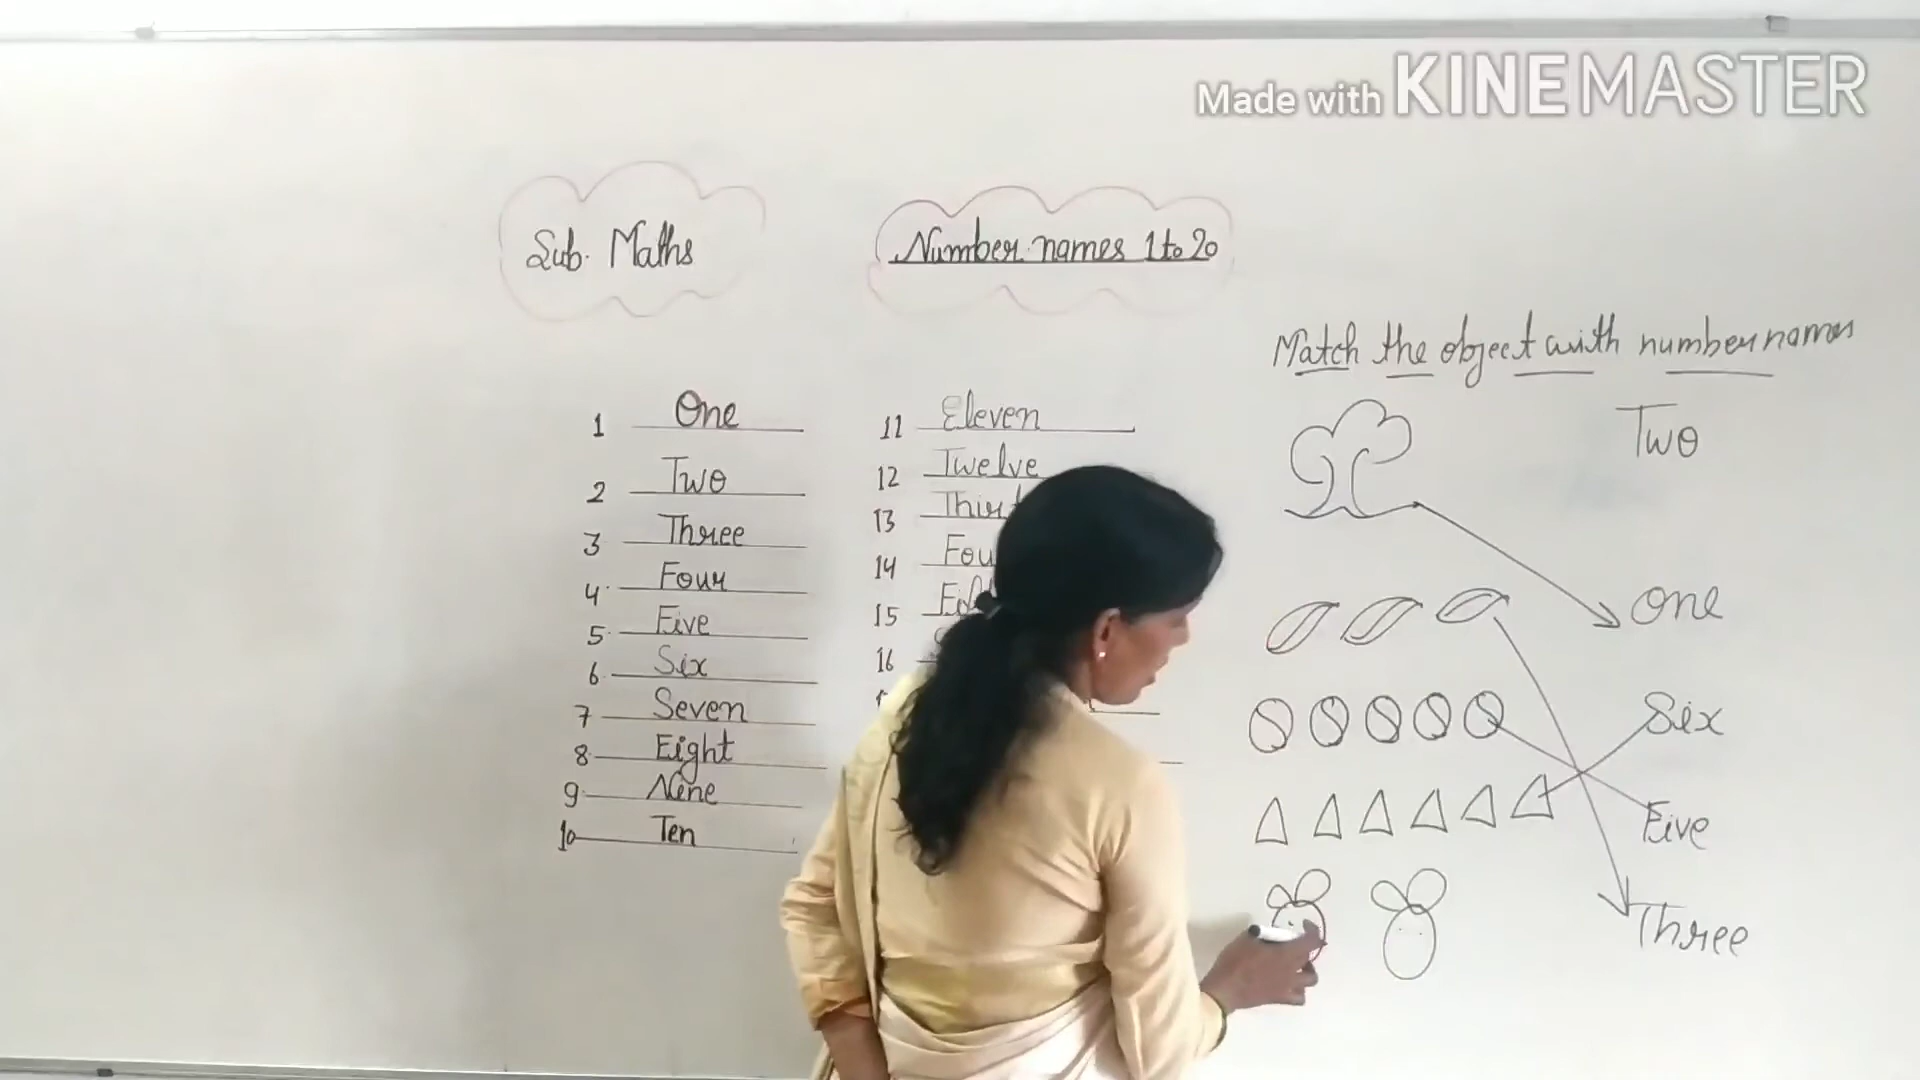 Made with KINEMASTER
Sub. Maths
Number names 1 to 20
1 One
2 Two
3 Three
4. Four
5. Five
6. Six
7 Seven
8. Eight
9. Nine
10 Ten
11 Eleven
12 Twelve
13
14
15
16
Match the object with number names
Two
One
Six
Five
Three